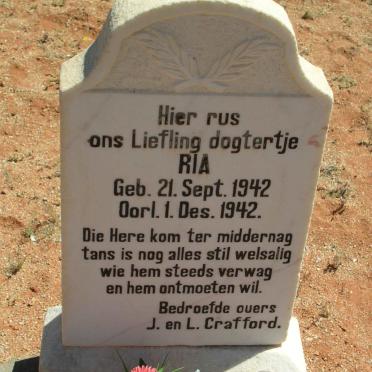 Hier rus
ons Liefling dogtertje
RIA
Geb. 21. Sept. 1942
Oorl. 1. Des. 1942.
Die Here kom ter middernag
tans is nog alles stil welsalig
wie hem steeds verwag
en hem ontmoeten wil.
Bedroefde ouers
J. en L. Crafford.